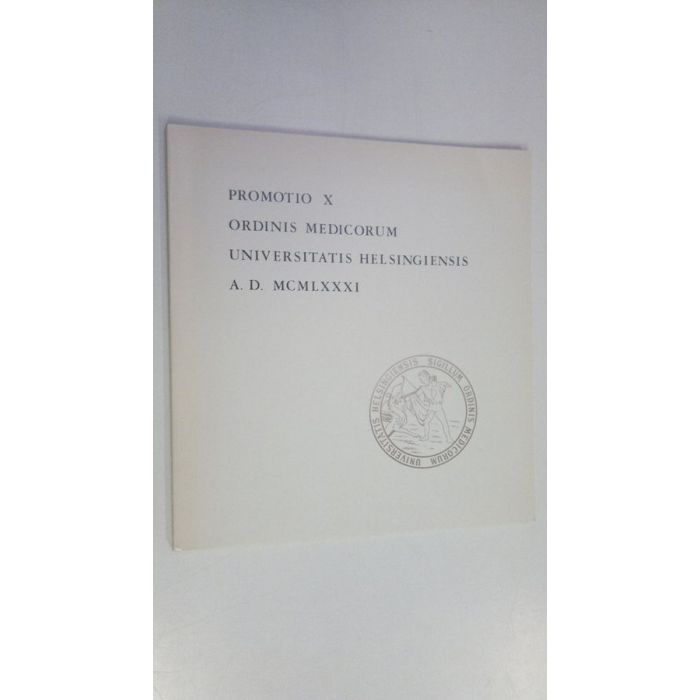 PROMOTIO X
ORDINIS MEDICORUM
UNIVERSITATIS HELSINGIENSIS
A. D. MCMLXXXI
SIGILLUM ORDINIS MEDICORUM UNIVERSITATIS HELSINGIENSIS